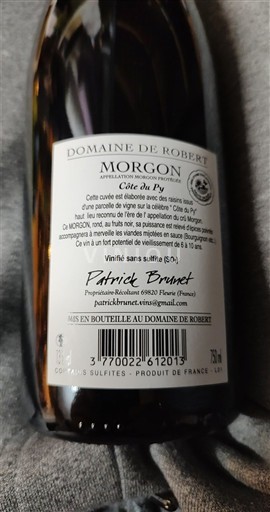 DOMAINE DE ROBERT
MORGON
APPELLATION MORGON PROTÉGÉE
Côte du Py
Cette cuvée est élaborée avec des raisins issus
d'une parcelle de vigne sur la célèbre " Côte du Py"
haut lieu reconnu de l'ère de l' appellation du crû Morgon.
Ce MORGON, rond, au fruits noir, sa puissance est relevé d'épices poivrés
accompagnera à merveille les viandes mijotées en sauce (Bourguignon etc.)
Ce vin à un fort potentiel de vieillissement de 6 à 10 ans.
Vinifié sans sulfite (SO₂)
Patrick Brunet
Propriétaire-Récoltant 69820 Fleurie (France)
patrickbrunet.vins@gmail.com
MIS EN BOUTEILLE AU DOMAINE DE ROBERT
750 ml
3 770022 612013
SULFITES - PRODUIT DE FRANCE -